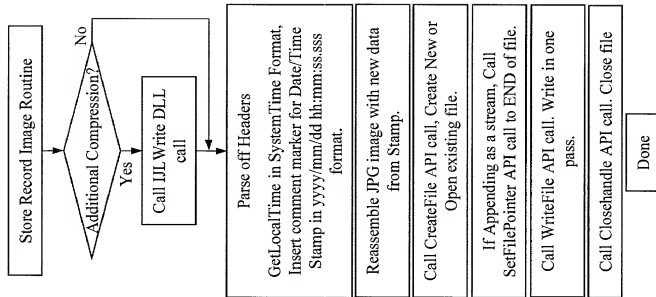 Store Record Image Routine
Additional Compression?
No
Yes
Call IJL Write DLL
call
Parse off Headers
GetLocalTime in SystemTime Format,
Insert comment marker for Date/Time
Stamp in yyyy/mm/dd hh:mm:ss.sss
format.
Reassemble JPG image with new data
from Stamp.
Call CreateFile API call, Create New or
Open existing file.
If Appending as a stream, Call
SetFilePointer API call to END of file.
Call WriteFile API call. Write in one
pass.
Call Closehandle API call. Close file
Done